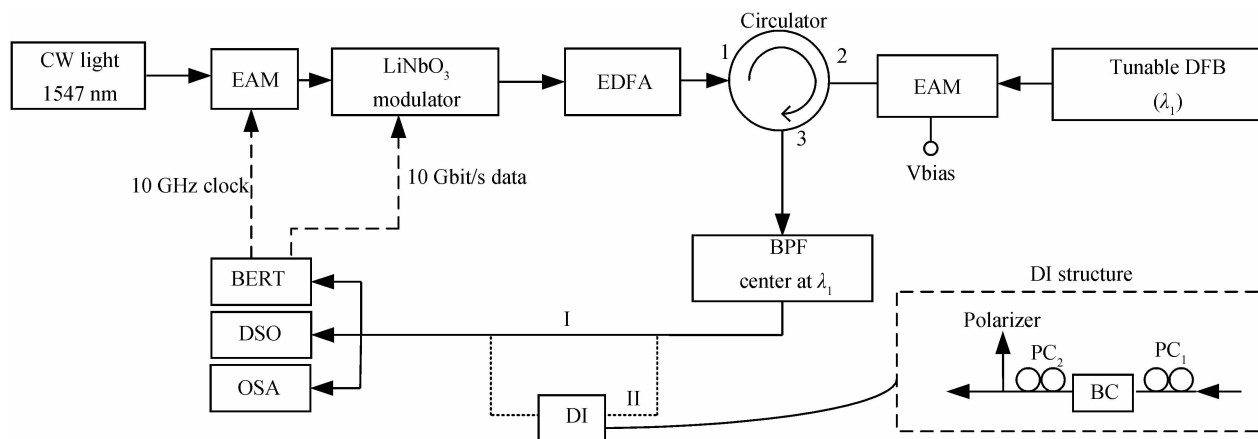 Circulator
CW light
1547 nm
EAM
LiNbO₃
modulator
EDFA
1
2
3
EAM
Tunable DFB
(λ₁)
Vbias
10 GHz clock
10 Gbit/s data
BPF
center at λ₁
BERT
DSO
OSA
I
II
DI
DI structure
Polarizer
PC₂
PC₁
BC